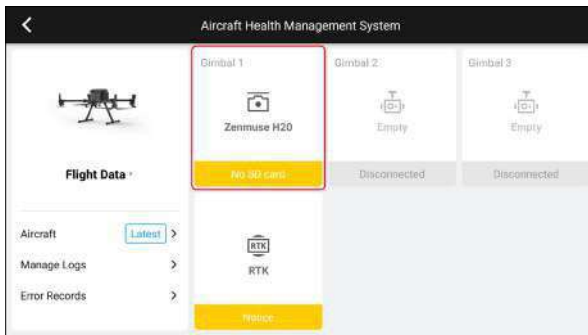 Aircraft Health Management System
Gimbal 1
Gimbal 2
Gimbal 3
Zenmuse H20
Empty
Empty
Flight Data
No SD card
Disconnected
Disconnected
Aircraft
Latest
Manage Logs
RTK
RTK
Error Records
Notice